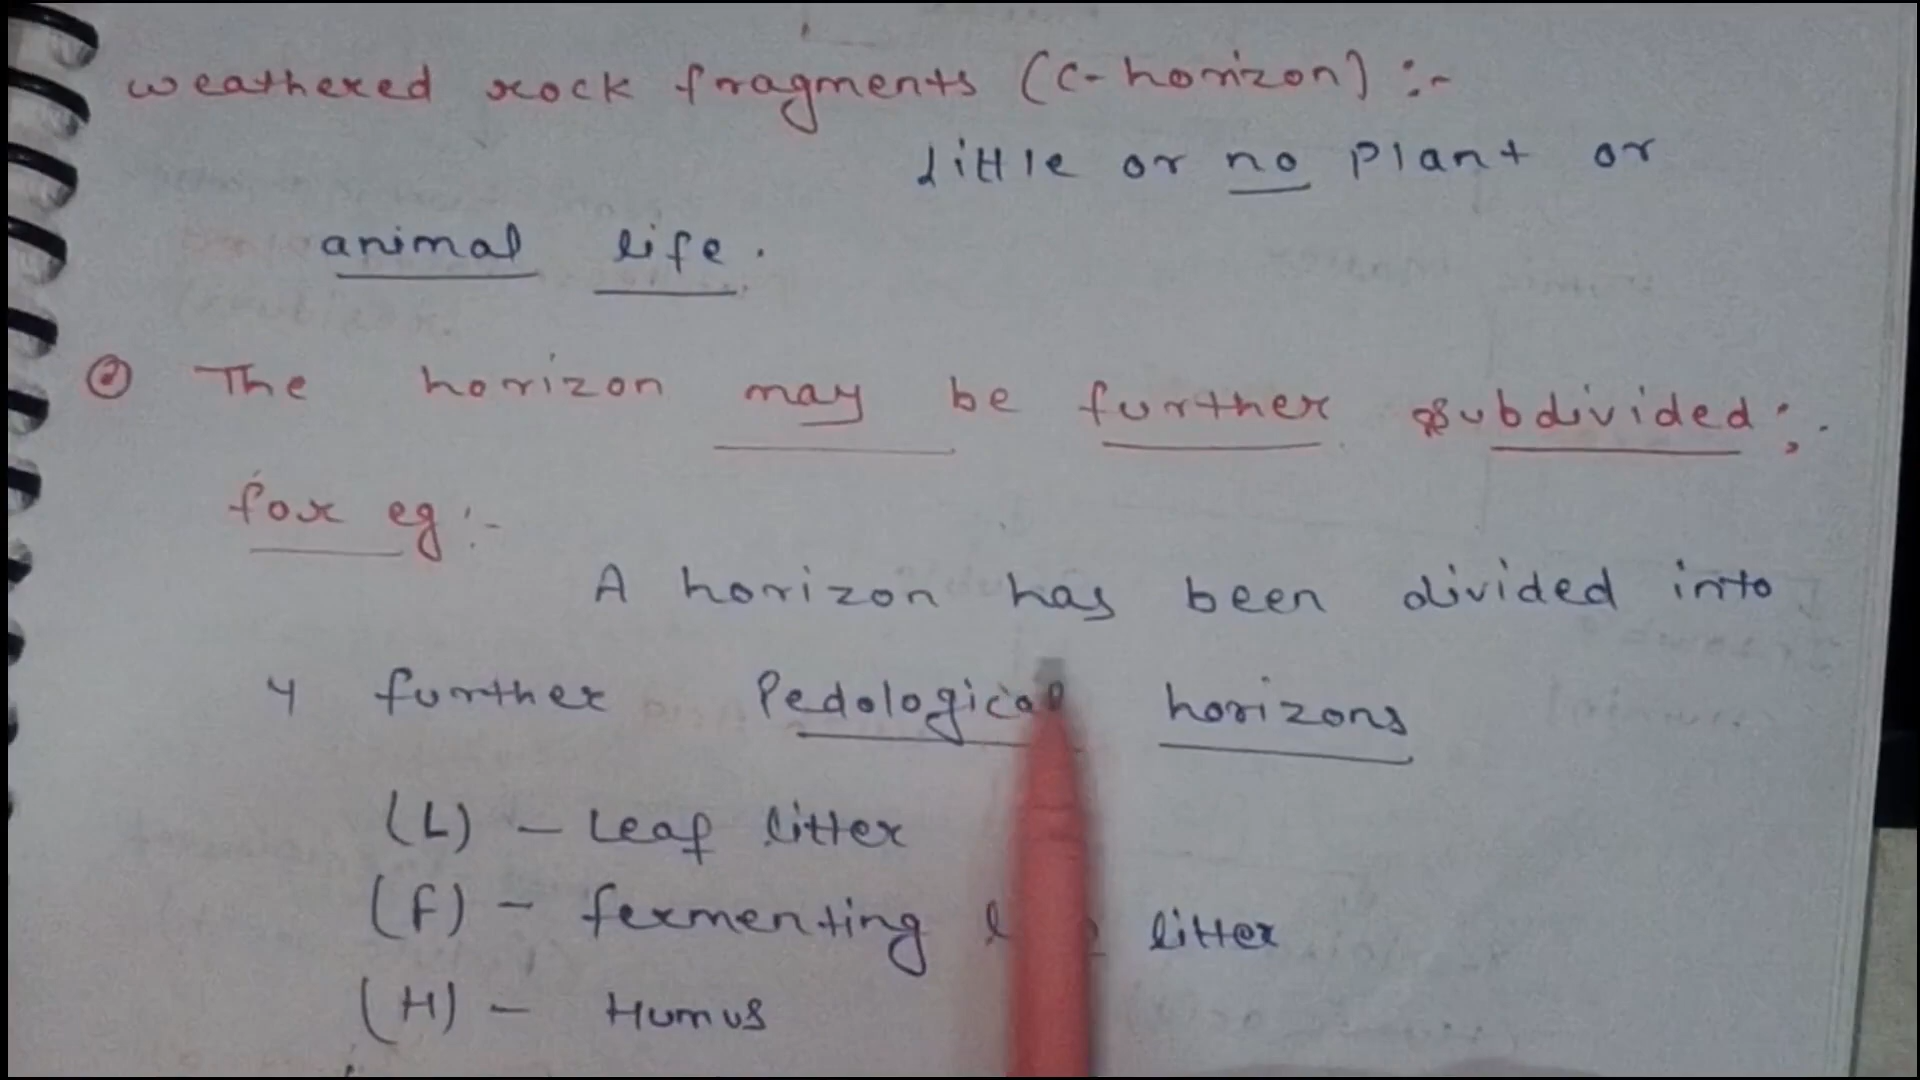 weathered rock fragments (C-horizon) :-
little or no plant or
animal life.
② The horizon may be further subdivided :-
for eg :-
A horizon has been divided into
4 further Pedological horizons
(L) - Leaf litter
(F) - fermenting litter
(H) - Humus